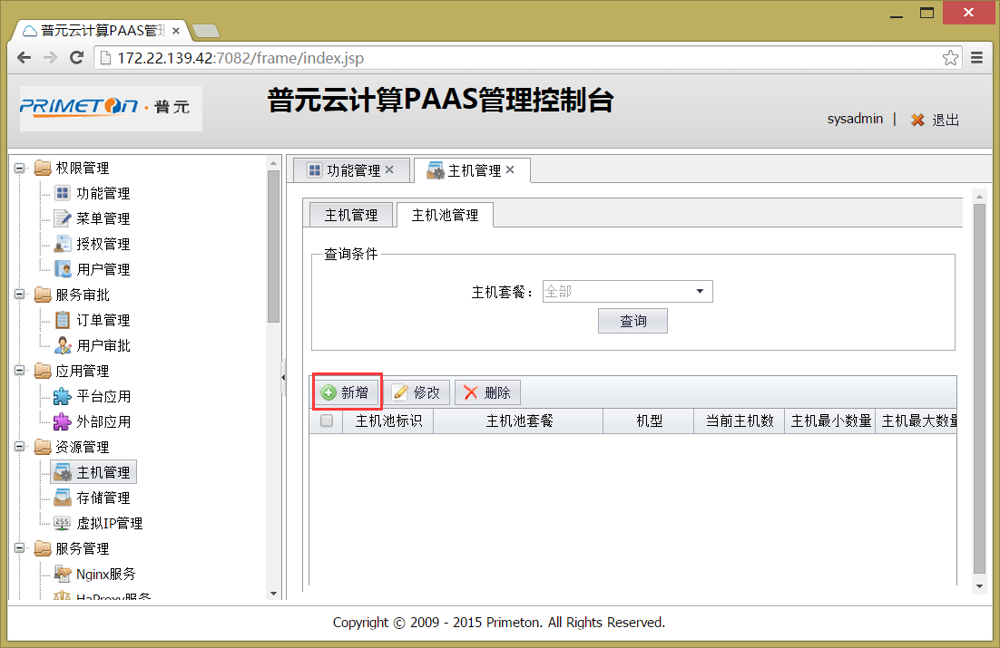 普元云计算PAAS管理
172.22.139.42:7082/frame/index.jsp
PRIMETON·普元
普元云计算PAAS管理控制台
sysadmin | 退出
权限管理
功能管理
菜单管理
授权管理
用户管理
服务审批
订单管理
用户审批
应用管理
平台应用
外部应用
资源管理
主机管理
存储管理
255
虚拟IP管理
服务管理
Nginx服务
HaProxy服务
功能管理 主机管理
主机管理 主机池管理
查询条件
主机套餐： 全部
查询
新增 修改 删除
主机池标识 主机池套餐 机型 当前主机数 主机最小数量 主机最大数量
Copyright © 2009 - 2015 Primeton. All Rights Reserved.